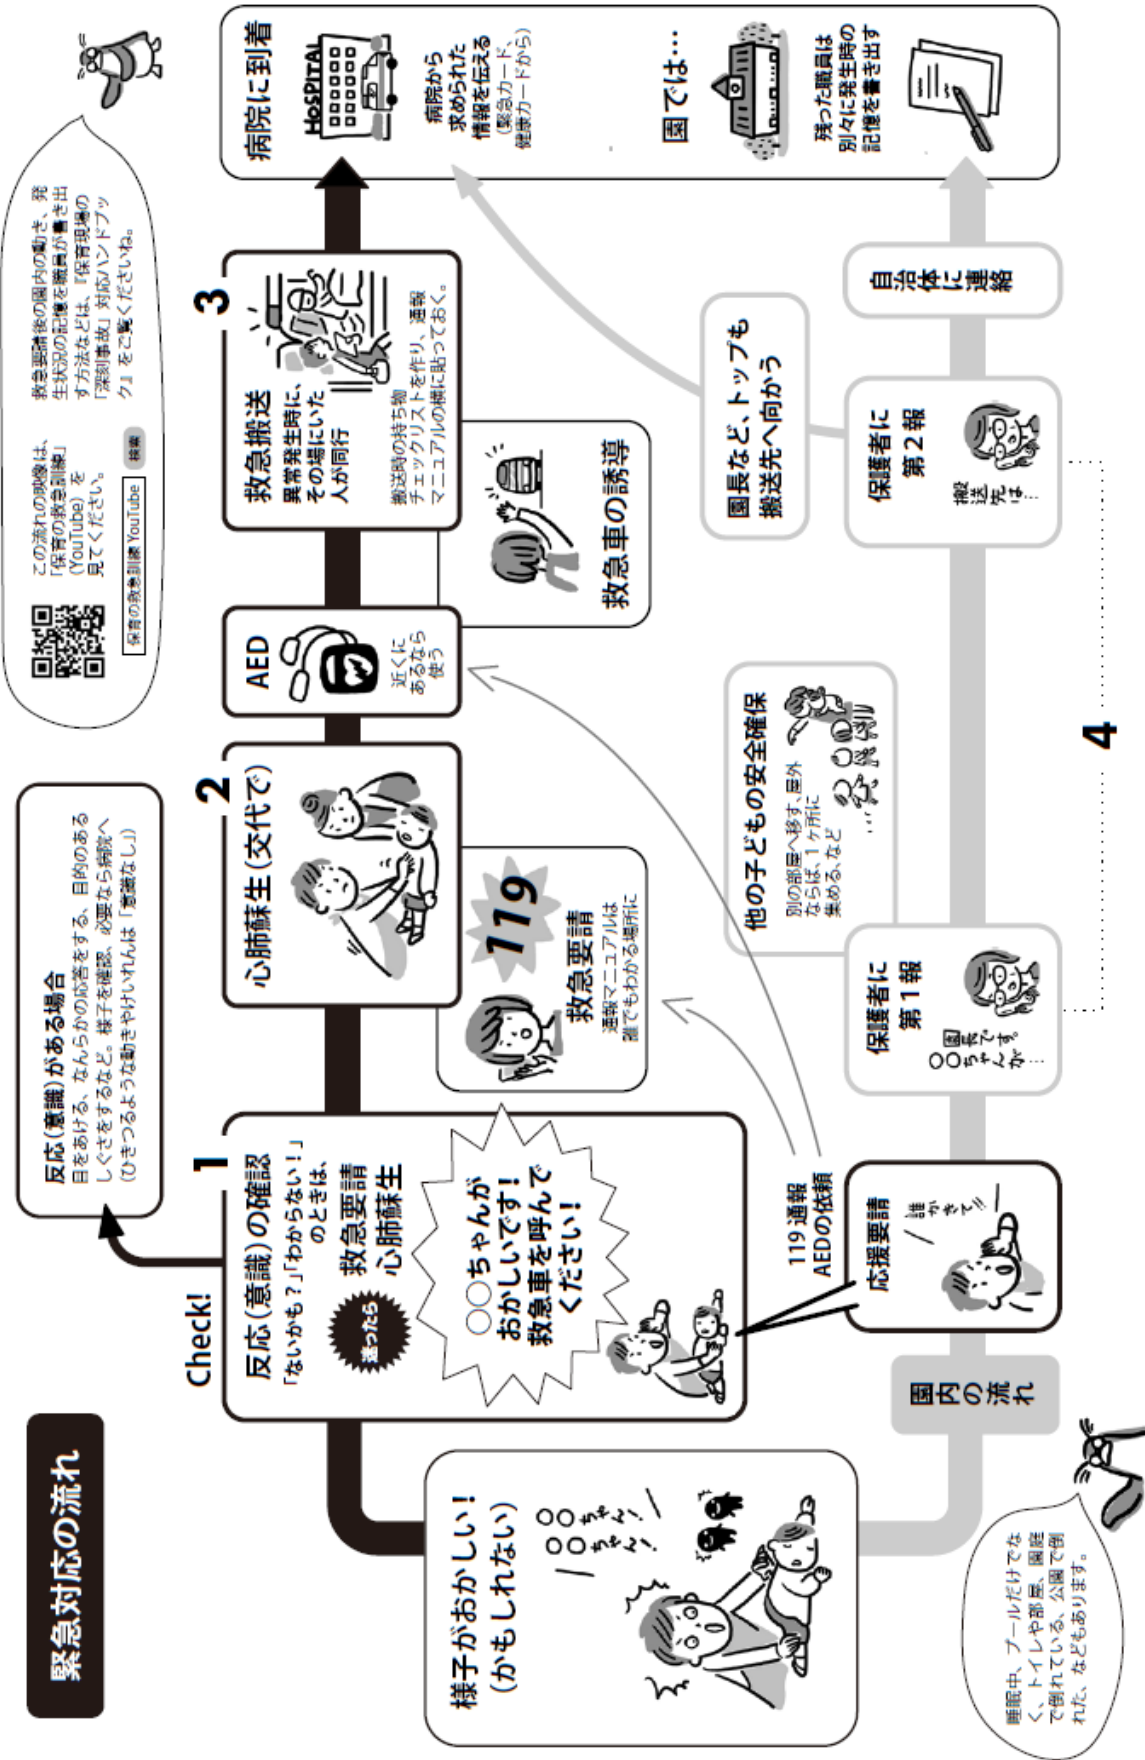 緊急対応の流れ
様子がおかしい!
(かもしれない)
○○ちゃん!
○○ちゃん!
睡眠中、プールだけでな
く、トイレや部屋、園庭
で倒れている、公園で倒
れた、などもあります。
Check!
1
反応(意識)の確認
「ないかも?」「わからない!」
のときは、
迷ったら
救急要請
心肺蘇生
○○ちゃんが
おかしいです!
救急車を呼んで
ください!
反応(意識)がある場合
目をあける、なんらかの応答をする、目的のある
しぐさをするなど。様子を確認、必要なら病院へ
(ひきつるような動きやけいれんは「意識なし」)
園内の流れ
応援要請
誰かきて!!
119通報
AEDの依頼
2
心肺蘇生(交代で)
119
救急要請
通報マニュアルは
誰でもわかる場所に
AED
近くに
あるなら
使う
3
救急搬送
異常発生時に、
その場にいた
人が同行
搬送時の持ち物
チェックリストを作り、通報
マニュアルの横に貼っておく。
救急車の誘導
保護者に
第1報
園長です。
○○ちゃんが…
他の子どもの安全確保
別の部屋へ移す、屋外
ならば、1ヶ所に
集める、など
4
保護者に
第2報
搬送先は…
園長など、トップも
搬送先へ向かう
自治体に連絡
病院に到着
HOSPITAL
病院から
求められた
情報を伝える
(緊急カード、
健康カードから)
園では…
残った職員は
別々に発生時の
記憶を書き出す
この流れの映像は、
「保育の救急訓練」
(YouTube)を
見てください。
保育の救急訓練 YouTube
検索
救急要請後の園内の動き、発
生状況の記憶を職員が書き出
す方法などは、『保育現場の
「深刻事故」対応ハンドブッ
ク』をご覧くださいね。